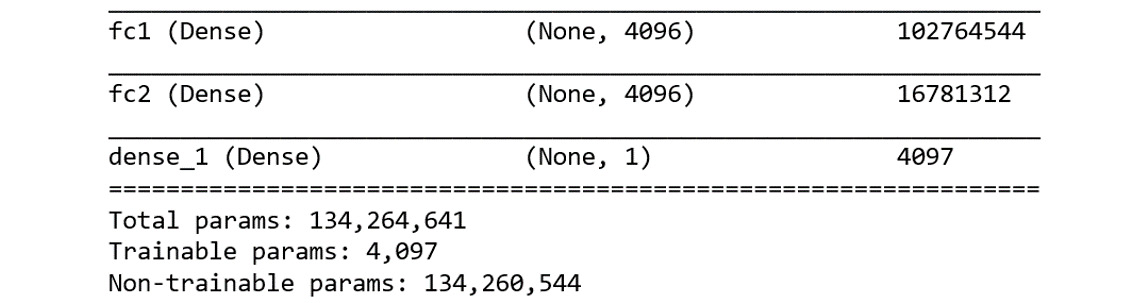 fc1 (Dense) (None, 4096) 102764544
fc2 (Dense) (None, 4096) 16781312
dense_1 (Dense) (None, 1) 4097
=================================================================
Total params: 134,264,641
Trainable params: 4,097
Non-trainable params: 134,260,544